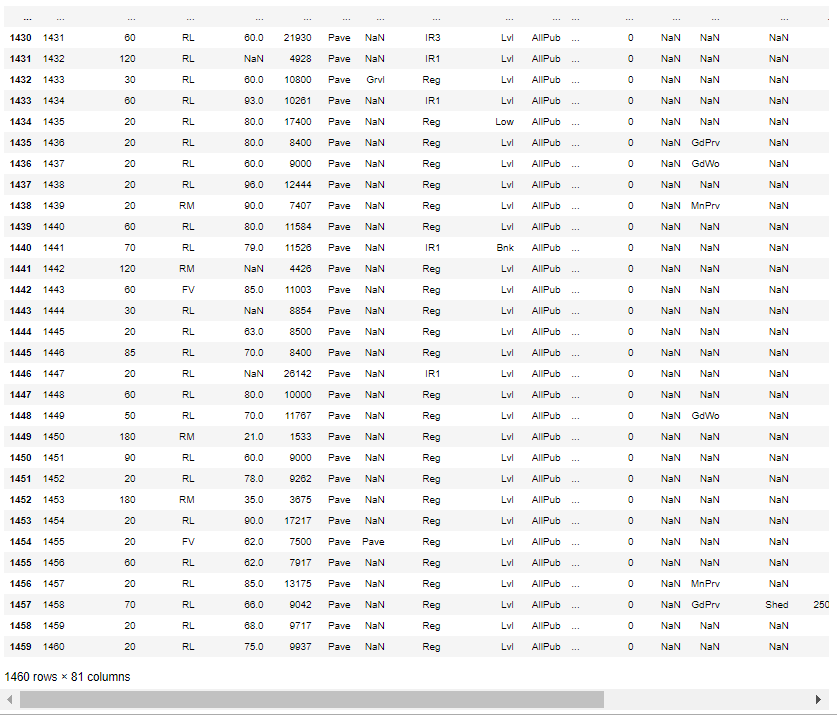 ... ... ... ... ... ... ... ... ... ... ... ... ... ... ...
1430 1431 60 RL 60.0 21930 Pave NaN IR3 Lvl AllPub ... 0 NaN NaN NaN
1431 1432 120 RL NaN 4928 Pave NaN IR1 Lvl AllPub ... 0 NaN NaN NaN
1432 1433 30 RL 60.0 10800 Pave Grvl Reg Lvl AllPub ... 0 NaN NaN NaN
1433 1434 60 RL 93.0 10261 Pave NaN IR1 Lvl AllPub ... 0 NaN NaN NaN
1434 1435 20 RL 80.0 17400 Pave NaN Reg Low AllPub ... 0 NaN NaN NaN
1435 1436 20 RL 80.0 8400 Pave NaN Reg Lvl AllPub ... 0 NaN GdPrv NaN
1436 1437 20 RL 60.0 9000 Pave NaN Reg Lvl AllPub ... 0 NaN GdWo NaN
1437 1438 20 RL 96.0 12444 Pave NaN Reg Lvl AllPub ... 0 NaN NaN NaN
1438 1439 20 RM 90.0 7407 Pave NaN Reg Lvl AllPub ... 0 NaN MnPrv NaN
1439 1440 60 RL 80.0 11584 Pave NaN Reg Lvl AllPub ... 0 NaN NaN NaN
1440 1441 70 RL 79.0 11526 Pave NaN IR1 Bnk AllPub ... 0 NaN NaN NaN
1441 1442 120 RM NaN 4426 Pave NaN Reg Lvl AllPub ... 0 NaN NaN NaN
1442 1443 60 FV 85.0 11003 Pave NaN Reg Lvl AllPub ... 0 NaN NaN NaN
1443 1444 30 RL NaN 8854 Pave NaN Reg Lvl AllPub ... 0 NaN NaN NaN
1444 1445 20 RL 63.0 8500 Pave NaN Reg Lvl AllPub ... 0 NaN NaN NaN
1445 1446 85 RL 70.0 8400 Pave NaN Reg Lvl AllPub ... 0 NaN NaN NaN
1446 1447 20 RL NaN 26142 Pave NaN IR1 Lvl AllPub ... 0 NaN NaN NaN
1447 1448 60 RL 80.0 10000 Pave NaN Reg Lvl AllPub ... 0 NaN NaN NaN
1448 1449 50 RL 70.0 11767 Pave NaN Reg Lvl AllPub ... 0 NaN GdWo NaN
1449 1450 180 RM 21.0 1533 Pave NaN Reg Lvl AllPub ... 0 NaN NaN NaN
1450 1451 90 RL 60.0 9000 Pave NaN Reg Lvl AllPub ... 0 NaN NaN NaN
1451 1452 20 RL 78.0 9262 Pave NaN Reg Lvl AllPub ... 0 NaN NaN NaN
1452 1453 180 RM 35.0 3675 Pave NaN Reg Lvl AllPub ... 0 NaN NaN NaN
1453 1454 20 RL 90.0 17217 Pave NaN Reg Lvl AllPub ... 0 NaN NaN NaN
1454 1455 20 FV 62.0 7500 Pave Pave Reg Lvl AllPub ... 0 NaN NaN NaN
1455 1456 60 RL 62.0 7917 Pave NaN Reg Lvl AllPub ... 0 NaN NaN NaN
1456 1457 20 RL 85.0 13175 Pave NaN Reg Lvl AllPub ... 0 NaN MnPrv NaN
1457 1458 70 RL 66.0 9042 Pave NaN Reg Lvl AllPub ... 0 NaN GdPrv Shed 250
1458 1459 20 RL 68.0 9717 Pave NaN Reg Lvl AllPub ... 0 NaN NaN NaN
1459 1460 20 RL 75.0 9937 Pave NaN Reg Lvl AllPub ... 0 NaN NaN NaN
1460 rows × 81 columns